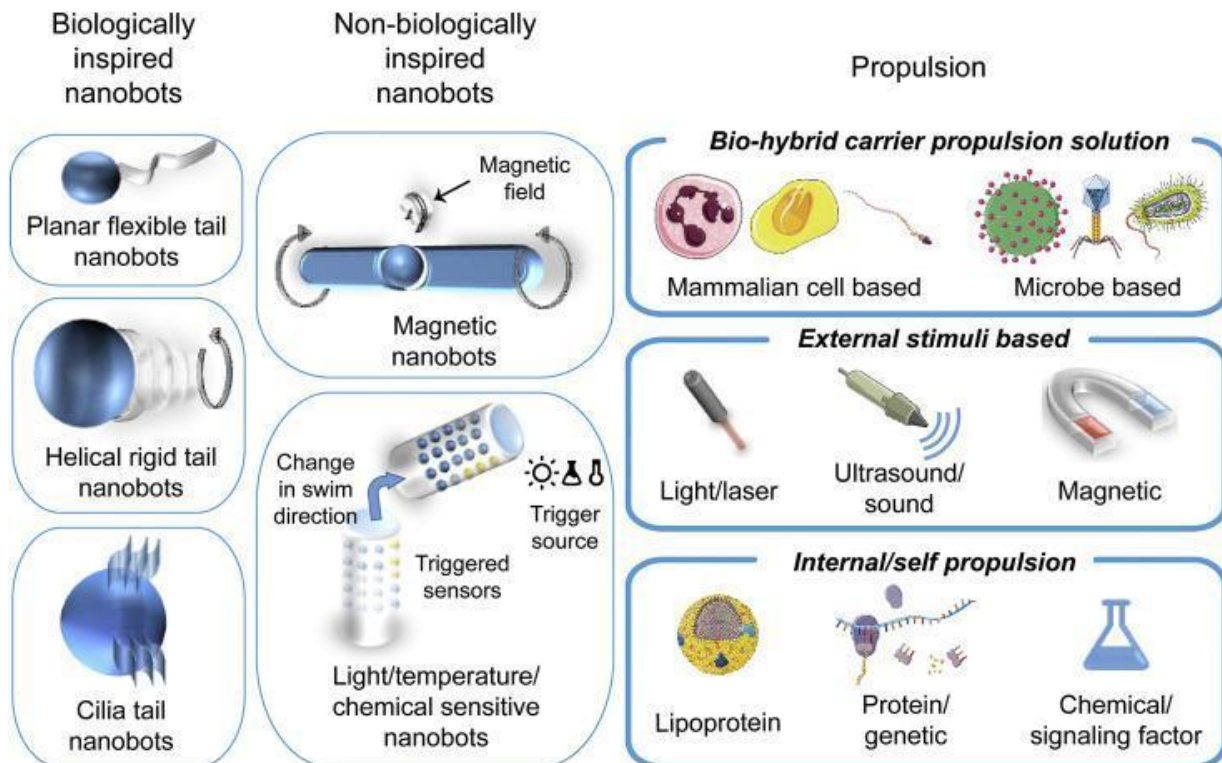 Biologically
inspired
nanobots
Planar flexible tail
nanobots
Helical rigid tail
nanobots
Cilia tail
nanobots
Non-biologically
inspired
nanobots
Magnetic
field
Magnetic
nanobots
Change
in swim
direction
Trigger
source
Triggered
sensors
Light/temperature/
chemical sensitive
nanobots
Propulsion
Bio-hybrid carrier propulsion solution
Mammalian cell based
Microbe based
External stimuli based
Light/laser
Ultrasound/
sound
Magnetic
Internal/self propulsion
Lipoprotein
Protein/
genetic
Chemical/
signaling factor